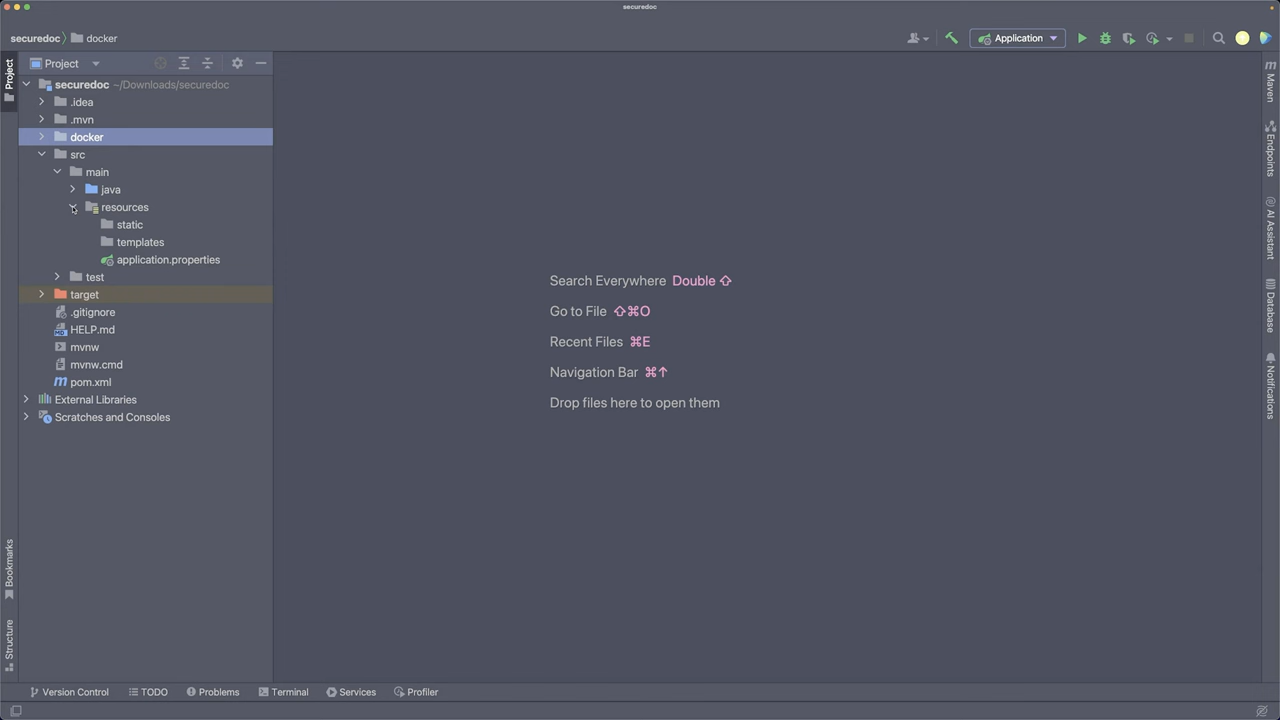 securedoc
securedoc
docker
Application
Project
securedoc ~/Downloads/securedoc
.idea
.mvn
docker
src
main
java
resources
static
templates
application.properties
test
target
.gitignore
HELP.md
mvnw
mvnw.cmd
pom.xml
External Libraries
Scratches and Consoles
Project
Bookmarks
Structure
Search Everywhere Double ⇧
Go to File ⇧⌘O
Recent Files ⌘E
Navigation Bar ⌘↑
Drop files here to open them
Maven
Endpoints
AI Assistant
Database
Notifications
Version Control
TODO
Problems
Terminal
Services
Profiler